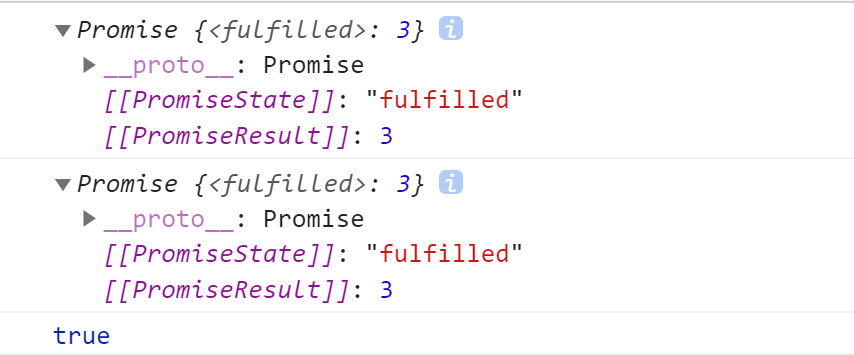 ▼Promise {<fulfilled>: 3} i
▶__proto__: Promise
[[PromiseState]]: "fulfilled"
[[PromiseResult]]: 3
▼Promise {<fulfilled>: 3} i
▶__proto__: Promise
[[PromiseState]]: "fulfilled"
[[PromiseResult]]: 3
true